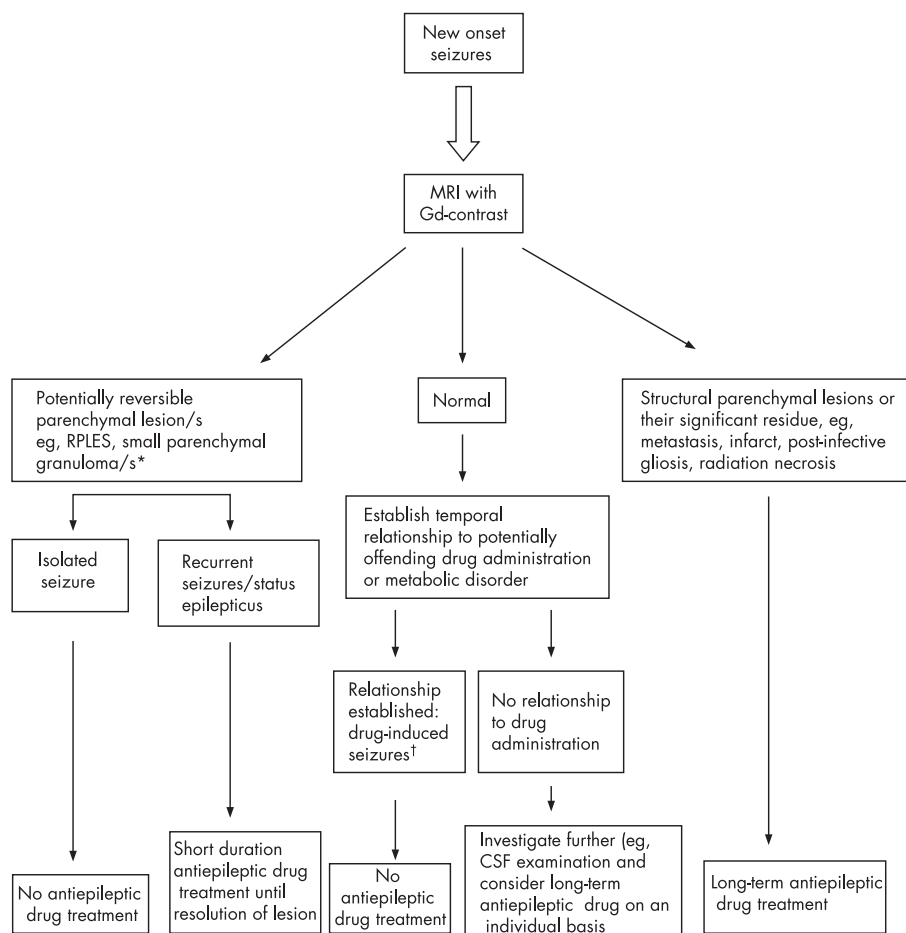 New onset
seizures
MRI with
Gd-contrast
Potentially reversible
parenchymal lesion/s
eg, RPLES, small parenchymal
granuloma/s*
Normal
Structural parenchymal lesions or
their significant residue, eg,
metastasis, infarct, post-infective
gliosis, radiation necrosis
Isolated
seizure
Recurrent
seizures/status
epilepticus
Establish temporal
relationship to potentially
offending drug administration
or metabolic disorder
Relationship
established:
drug-induced
seizures†
No relationship
to drug
administration
No antiepileptic
drug treatment
Short duration
antiepileptic drug
treatment until
resolution of lesion
No
antiepileptic
drug treatment
Investigate further (eg,
CSF examination and
consider long-term
antiepileptic drug on an
individual basis
Long-term antiepileptic
drug treatment